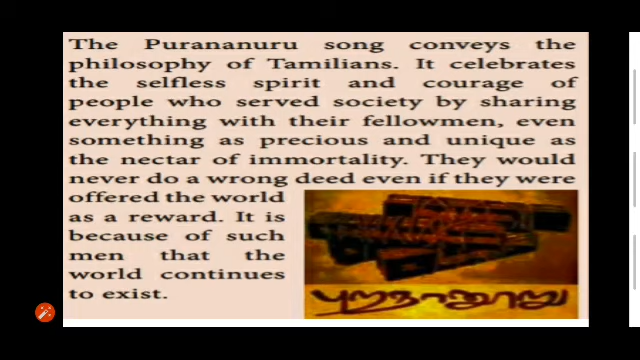 The Purananuru song conveys the
philosophy of Tamilians. It celebrates
the selfless spirit and courage of
people who served society by sharing
everything with their fellowmen, even
something as precious and unique as
the nectar of immortality. They would
never do a wrong deed even if they were
offered the world
as a reward. It is
because of such
men that the
world continues
to exist.
புறநானூறு